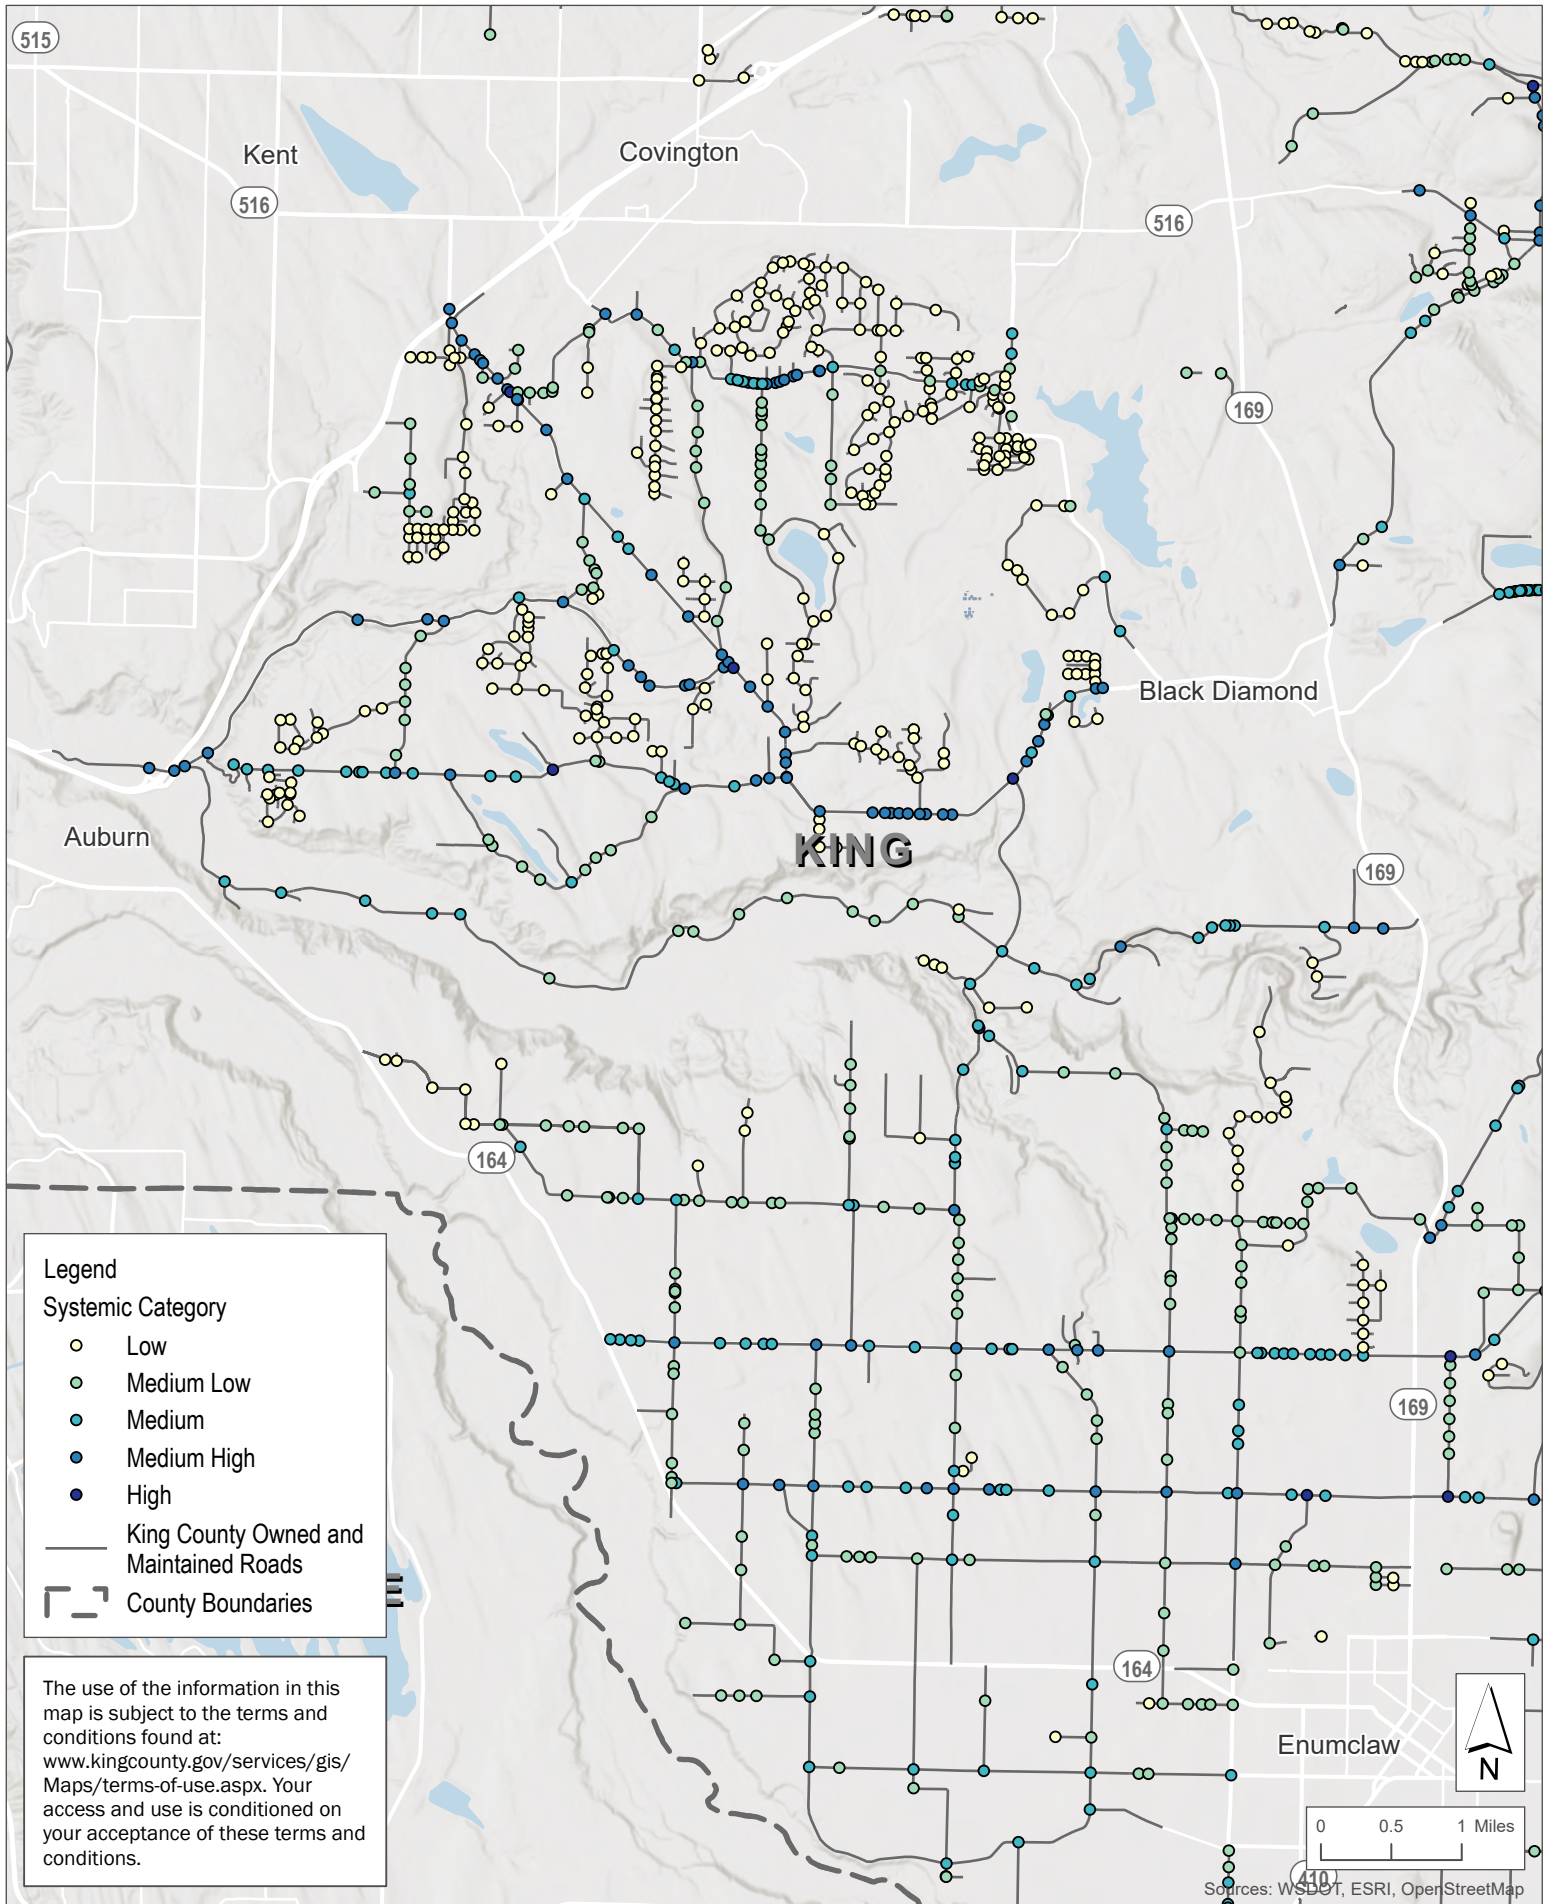 515
Kent
Covington
516
516
169
Black Diamond
Auburn
KING
169
164
Legend
Systemic Category
Low
Medium Low
Medium
Medium High
High
King County Owned and
Maintained Roads
County Boundaries
169
164
The use of the information in this
map is subject to the terms and
conditions found at:
www.kingcounty.gov/services/gis/
Maps/terms-of-use.aspx. Your
access and use is conditioned on
your acceptance of these terms and
conditions.
Enumclaw
N
0 0.5 1 Miles
410
Sources: WSDOT, ESRI, OpenStreetMap